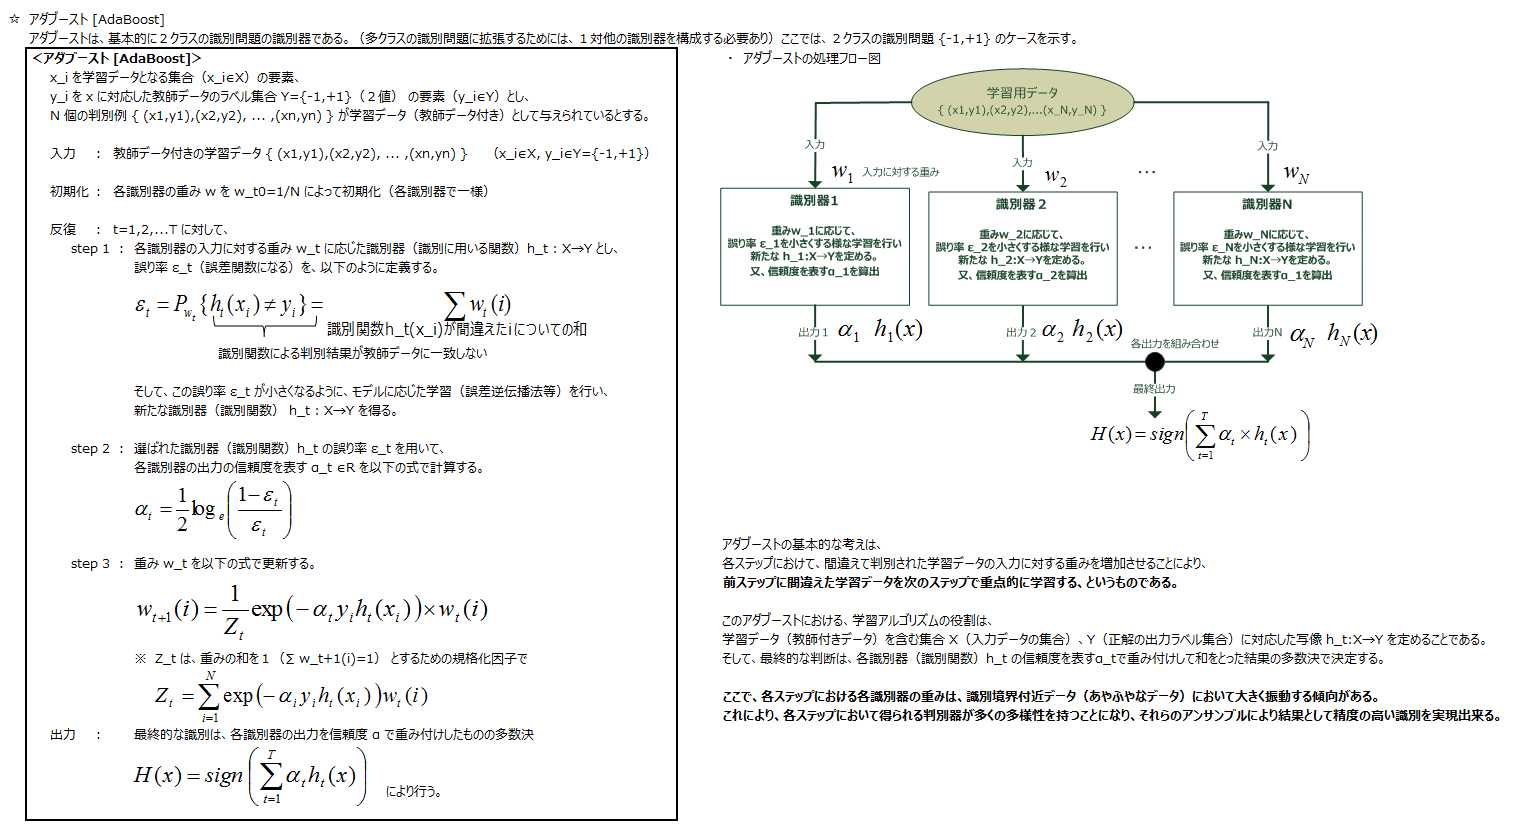 ☆ アダブースト [AdaBoost]
アダブーストは、基本的に２クラスの識別問題の識別器である。（多クラスの識別問題に拡張するためには、１対他の識別器を構成する必要あり）ここでは、２クラスの識別問題 {-1,+1} のケースを示す。
＜アダブースト [AdaBoost]＞
x_i を学習データとなる集合（x_i∈X）の要素、
y_i を x に対応した教師データのラベル集合 Y={-1,+1}（２値） の要素（y_i∈Y）とし、
N 個の判別例 { (x1,y1),(x2,y2), … ,(xn,yn) } が学習データ（教師データ付き）として与えられているとする。
入力 ： 教師データ付きの学習データ { (x1,y1),(x2,y2), … ,(xn,yn) } （x_i∈X, y_i∈Y={-1,+1}）
初期化 ： 各識別器の重み w を w_t0=1/N によって初期化（各識別器で一様）
反復 ： t=1,2,…T に対して、
step 1 ： 各識別器の入力に対する重み w_t に応じた識別器（識別に用いる関数）h_t : X→Y とし、
誤り率 ε_t（誤差関数になる）を、以下のように定義する。
ε_t = P_{w_t} { h_t(x_i) ≠ y_i } = Σ w_t(i)
識別関数h_t(x_i)が間違えたiについての和
識別関数による判別結果が教師データに一致しない
そして、この誤り率 ε_t が小さくなるように、モデルに応じた学習（誤差逆伝播法等）を行い、
新たな識別器（識別関数） h_t : X→Y を得る。
step 2 ： 選ばれた識別器（識別関数）h_t の誤り率 ε_t を用いて、
各識別器の出力の信頼度を表す α_t ∈R を以下の式で計算する。
α_t = 1/2 log_e ( (1−ε_t) / ε_t )
step 3 ： 重み w_t を以下の式で更新する。
w_{t+1}(i) = 1/Z_t exp(−α_t y_i h_t(x_i)) × w_t(i)
※ Z_t は、重みの和を１（Σ w_t+1(i)=1） とするための規格化因子で
Z_t = Σ_{i=1}^{N} exp(−α_i y_i h_t(x_i)) w_t(i)
出力 ： 最終的な識別は、各識別器の出力を信頼度 α で重み付けしたものの多数決
H(x) = sign( Σ_{t=1}^{T} α_t h_t(x) ) により行う。
・ アダブーストの処理フロー図
学習用データ
{ (x1,y1),(x2,y2),…(x_N,y_N) }
入力 入力 入力
w_1 入力に対する重み w_2 … w_N
識別器1
重みw_1に応じて、
誤り率 ε_1を小さくする様な学習を行い
新たな h_1:X→Yを定める。
又、信頼度を表すα_1を算出
識別器２
重みw_2に応じて、
誤り率 ε_2を小さくする様な学習を行い
新たな h_2:X→Yを定める。
又、信頼度を表すα_2を算出
…
識別器N
重みw_Nに応じて、
誤り率 ε_Nを小さくする様な学習を行い
新たな h_N:X→Yを定める。
又、信頼度を表すα_1を算出
出力１ α_1 h_1(x) 出力２ α_2 h_2(x) 出力N α_N h_N(x)
各出力を組み合わせ
最終出力
H(x) = sign( Σ_{t=1}^{T} α_t × h_t(x) )
アダブーストの基本的な考えは、
各ステップにおけて、間違えて判別された学習データの入力に対する重みを増加させることにより、
前ステップに間違えた学習データを次のステップで重点的に学習する、というものである。
このアダブーストにおける、学習アルゴリズムの役割は、
学習データ（教師付きデータ）を含む集合 X（入力データの集合）、Y（正解の出力ラベル集合）に対応した写像 h_t:X→Y を定めることである。
そして、最終的な判断は、各識別器（識別関数）h_t の信頼度を表すα_tで重み付けして和をとった結果の多数決で決定する。
ここで、各ステップにおける各識別器の重みは、識別境界付近データ（あやふやなデータ）において大きく振動する傾向がある。
これにより、各ステップにおいて得られる判別器が多くの多様性を持つことになり、それらのアンサンブルにより結果として精度の高い識別を実現出来る。